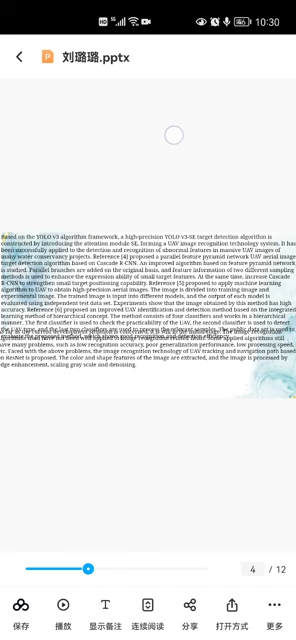 HD 5G 46 10:30
P 刘璐璐.pptx
Based on the YOLO v3 algorithm framework, a high-precision YOLO v3-SE target detection algorithm is
constructed by introducing the attention module SE, forming a UAV image recognition technology system. It has
been successfully applied to the detection and recognition of abnormal features in massive UAV images of
many water conservancy projects. Reference [4] proposed a parallel feature pyramid network UAV aerial image
target detection algorithm based on Cascade R-CNN. An improved algorithm based on feature pyramid network
is studied. Parallel branches are added on the original basis, and feature information of two different sampling
methods is used to enhance the expression ability of small target features. At the same time, increase Cascade
R-CNN to strengthen small target positioning capability. Reference [5] proposed to apply machine learning
algorithm to UAV to obtain high-precision aerial images. The image is divided into training image and
experimental image. The trained image is input into different models, and the output of each model is
evaluated using independent test data set. Experiments show that the image obtained by this method has high
accuracy. Reference [6] proposed an improved UAV identification and detection method based on the integrated
learning method of hierarchical concept. The method consists of four classifiers and works in a hierarchical
manner. The first classifier is used to check the practicability of the UAV, the second classifier is used to detect
ave many problems, such as low recognition accuracy, poor generalization performance, low processing speed,
tc. Faced with the above problems, the image recognition technology of UAV tracking and navigation path based
on ResNet is proposed. The color and shape features of the image are extracted, and the image is processed by
dge enhancement, scaling gray scale and denoising.
4 / 12
保存 播放 显示备注 连续阅读 分享 打开方式 更多